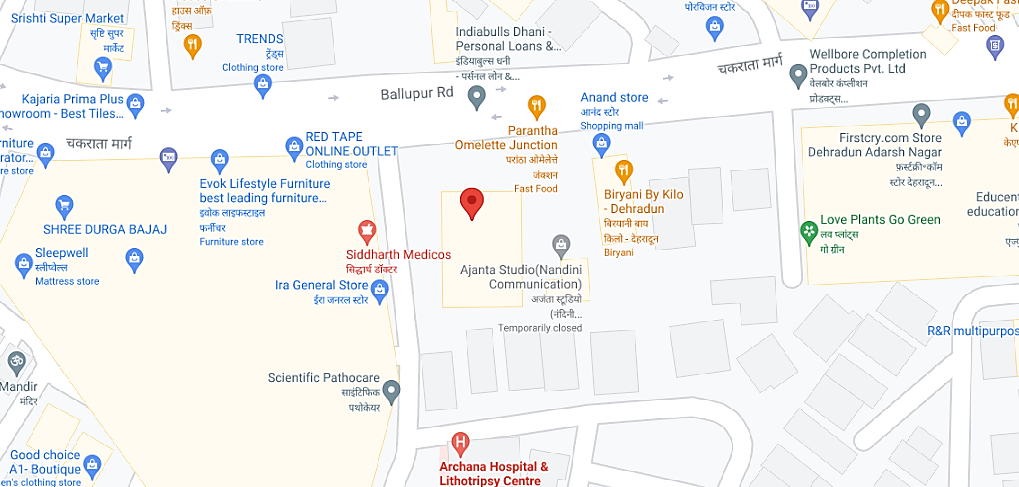 Srishti Super Market
सृष्टि सुपर
मार्केट
हाउस ऑफ़
ड्रिंक्स
TRENDS
ट्रेंड्स
Clothing store
Indiabulls Dhani -
Personal Loans &...
इंडियाबुल्स धनी
- पर्सनल लोन &...
पोरविजन स्टोर
दीपक फास्ट फूड
Fast Food
Wellbore Completion
Products Pvt. Ltd
वेलबोर कंप्लीशन
प्रोडक्ट्स...
चकराता मार्ग
Kajaria Prima Plus
howroom - Best Tiles...
Ballupur Rd
Anand store
आनंद स्टोर
Shopping mall
Parantha
Omelette Junction
परांठा ओमेलेत्ते
जंक्शन
Fast Food
चकराता मार्ग
RED TAPE
ONLINE OUTLET
Clothing store
Firstcry.com Store
Dehradun Adarsh Nagar
फ़र्स्टक्री॰कॉम
स्टोर देहरादून...
Evok Lifestyle Furniture
best leading furniture...
इवोक लाइफस्टाइल
फर्नीचर
Furniture store
Biryani By Kilo
- Dehradun
बिरयानी बाय
किलो - देहरादून
Biryani
SHREE DURGA BAJAJ
Love Plants Go Green
लव प्लांट्स
गो ग्रीन
Sleepwell
स्लीपवेल्ल
Mattress store
Siddharth Medicos
सिद्धार्थ डॉक्टर
Ajanta Studio(Nandini
Communication)
अजंता स्टूडियो
(नंदिनी...
Temporarily closed
Ira General Store
ईरा जनरल स्टोर
R&R multipurpos
Mandir
मंदिर
Scientific Pathocare
साइंटिफिक
पथोकेयर
Good choice
A1- Boutique
en's clothing store
Archana Hospital &
Lithotripsy Centre